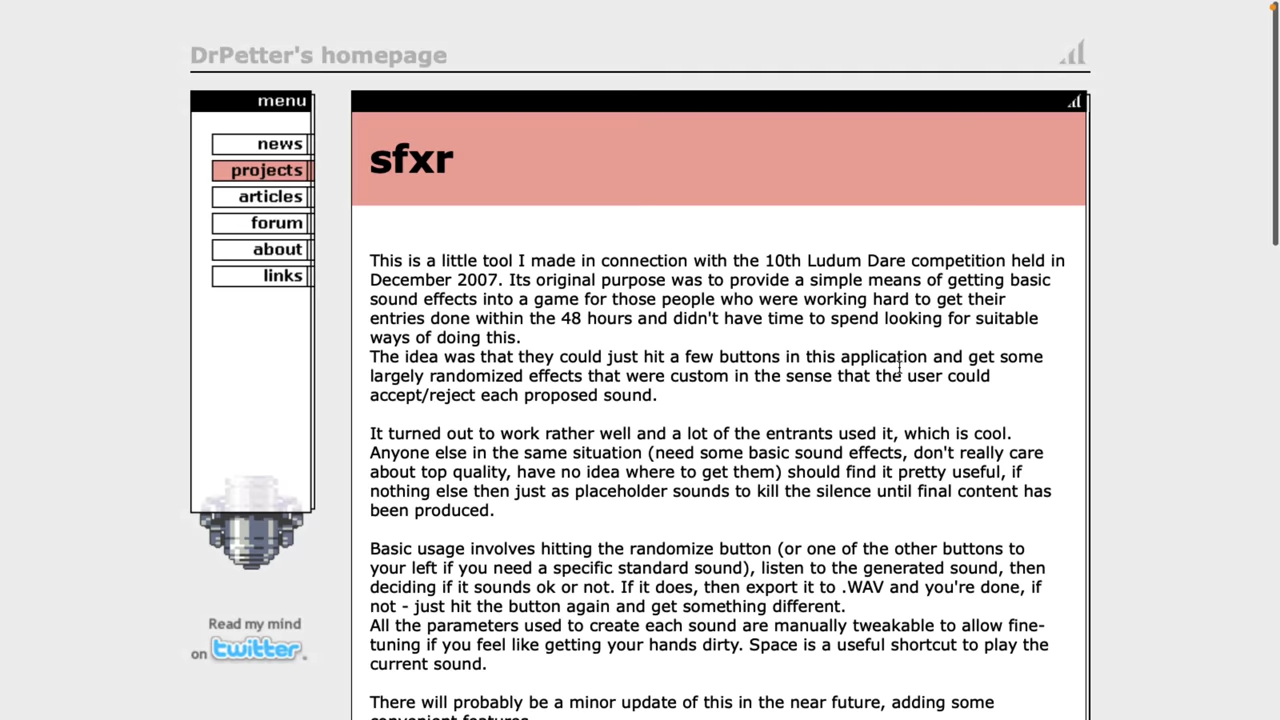 DrPetter's homepage
menu
news
projects
articles
forum
about
links
Read my mind
on twitter
sfxr
This is a little tool I made in connection with the 10th Ludum Dare competition held in
December 2007. Its original purpose was to provide a simple means of getting basic
sound effects into a game for those people who were working hard to get their
entries done within the 48 hours and didn't have time to spend looking for suitable
ways of doing this.
The idea was that they could just hit a few buttons in this application and get some
largely randomized effects that were custom in the sense that the user could
accept/reject each proposed sound.
It turned out to work rather well and a lot of the entrants used it, which is cool.
Anyone else in the same situation (need some basic sound effects, don't really care
about top quality, have no idea where to get them) should find it pretty useful, if
nothing else then just as placeholder sounds to kill the silence until final content has
been produced.
Basic usage involves hitting the randomize button (or one of the other buttons to
your left if you need a specific standard sound), listen to the generated sound, then
deciding if it sounds ok or not. If it does, then export it to .WAV and you're done, if
not - just hit the button again and get something different.
All the parameters used to create each sound are manually tweakable to allow fine-
tuning if you feel like getting your hands dirty. Space is a useful shortcut to play the
current sound.
There will probably be a minor update of this in the near future, adding some
convenient features.